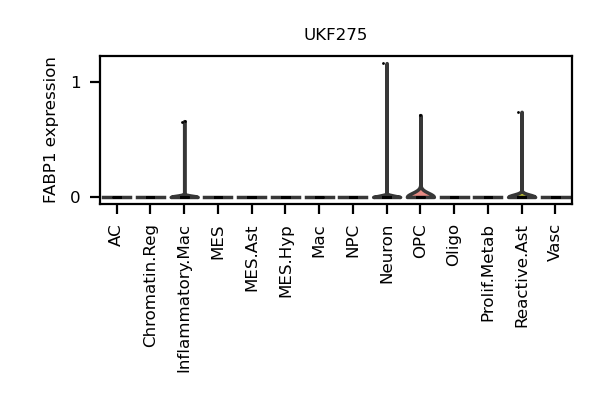 UKF275
FABP1 expression
1
0
AC
Chromatin.Reg
Inflammatory.Mac
MES
MES.Ast
MES.Hyp
Mac
NPC
Neuron
OPC
Oligo
Prolif.Metab
Reactive.Ast
Vasc